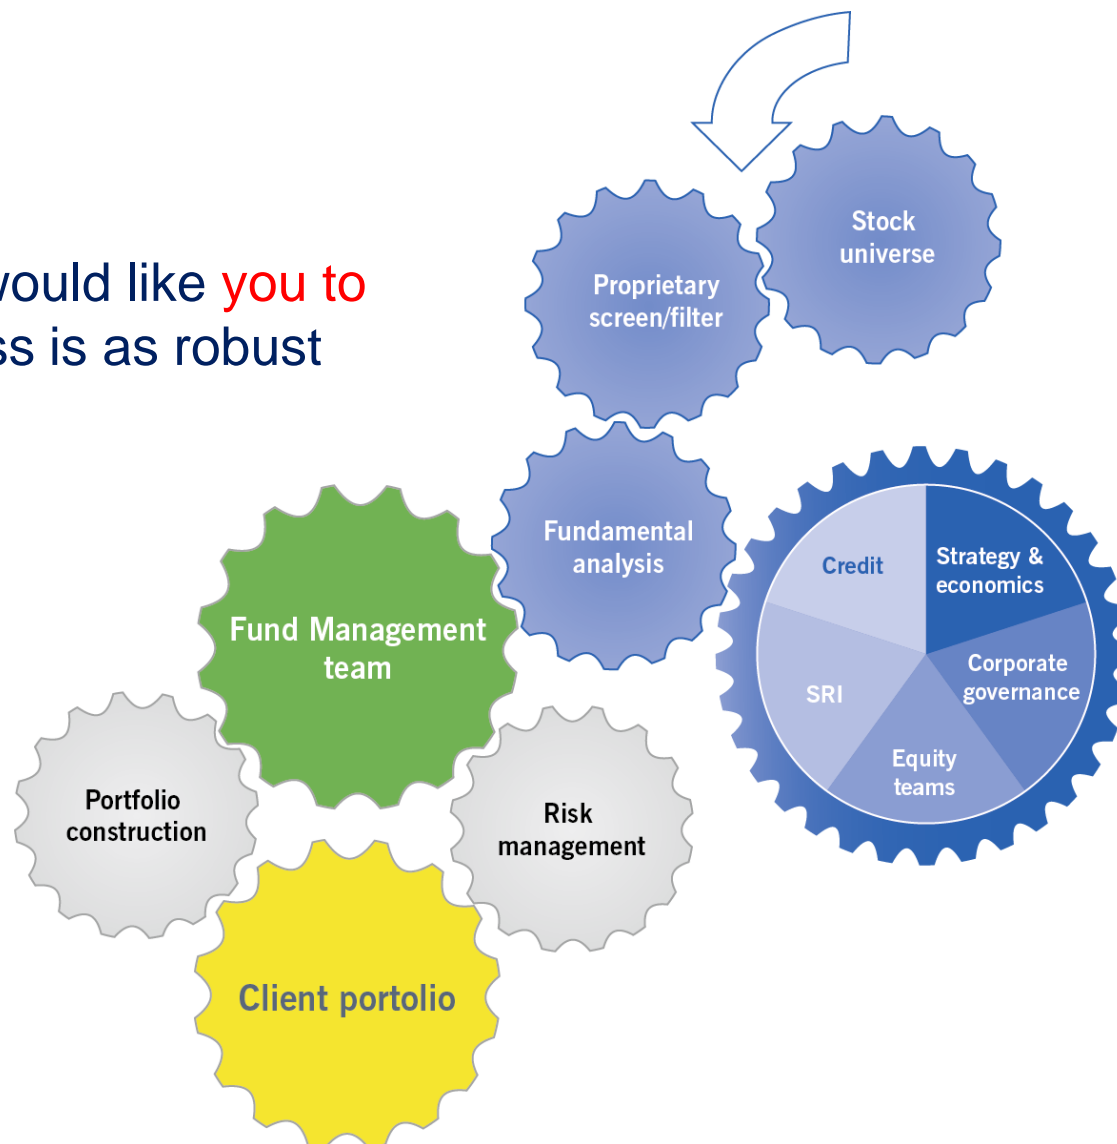 would like you to
ss is as robust
Stock
universe
Proprietary
screen/filter
Fundamental
analysis
Credit
Strategy &
economics
Corporate
governance
SRI
Equity
teams
Fund Management
team
Portfolio
construction
Risk
management
Client portolio